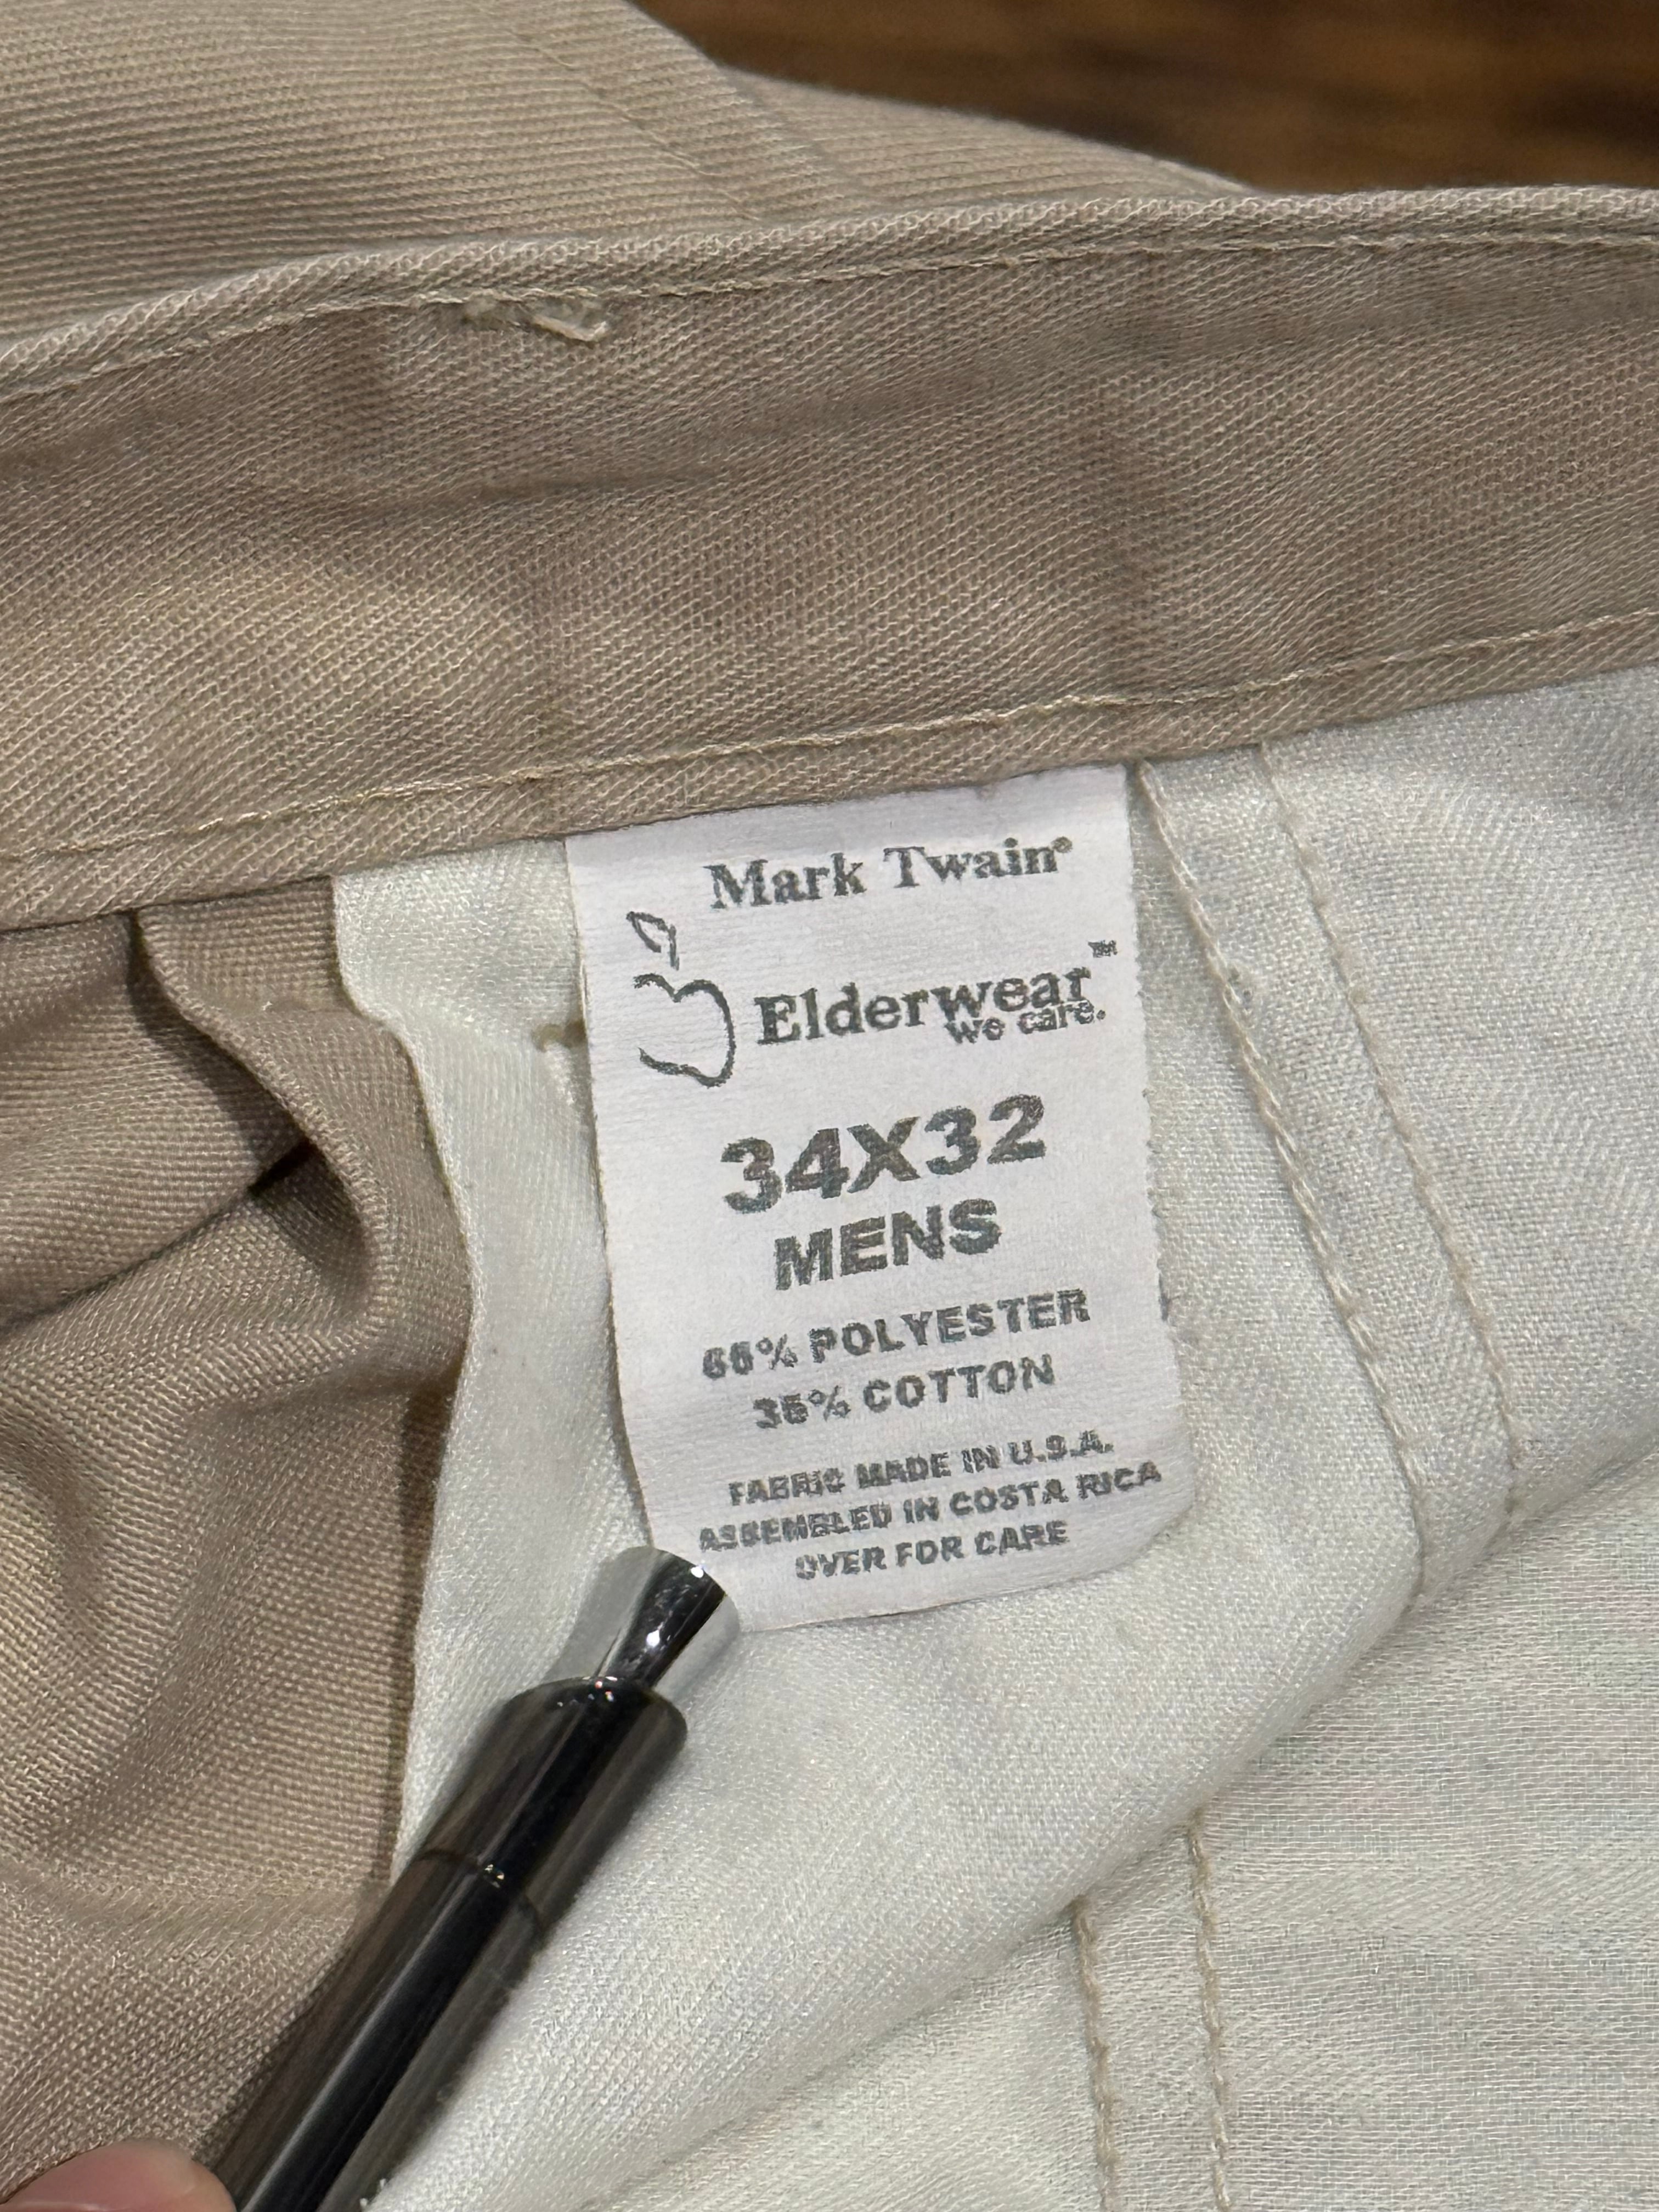 Mark Twain®
Elderwear™
we care.
34X32
MENS
65% POLYESTER
35% COTTON
FABRIC MADE IN U.S.A.
ASSEMBLED IN COSTA RICA
OVER FOR CARE